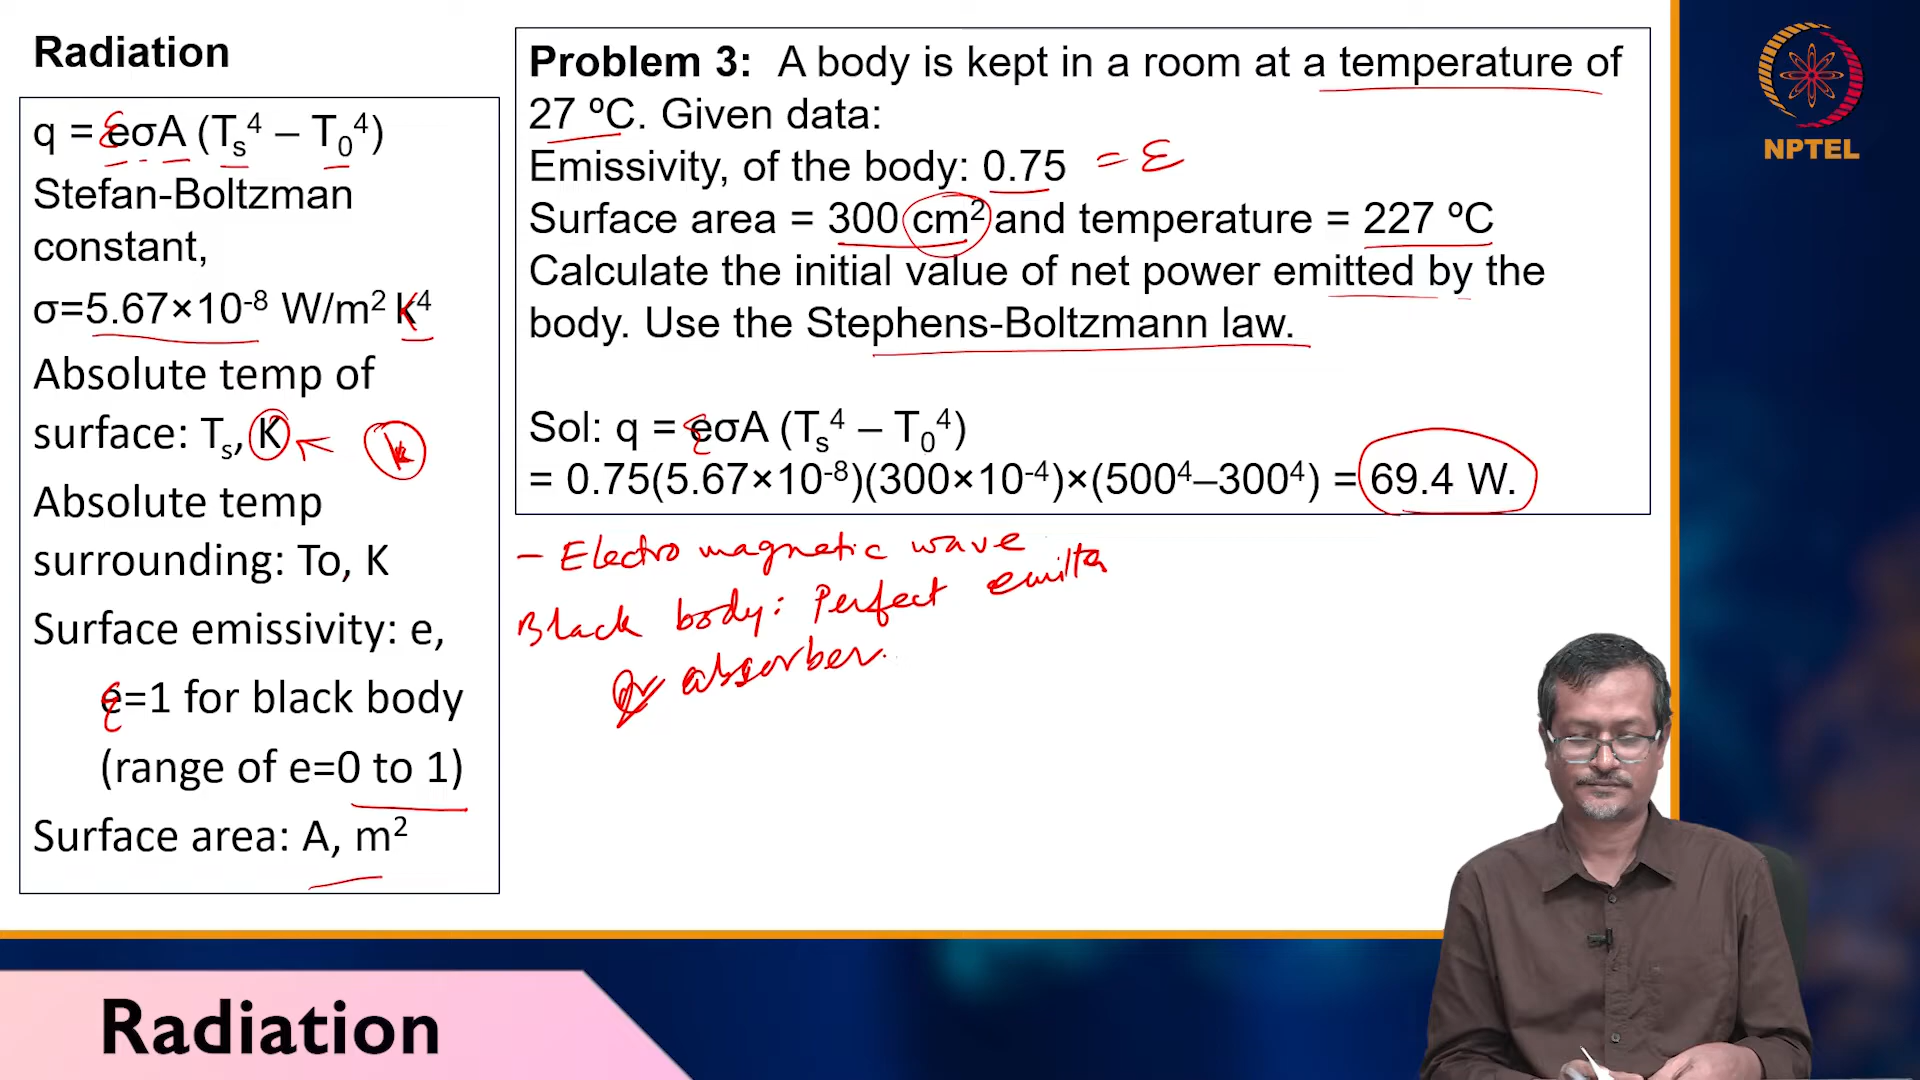 Radiation
q = eσA (Ts⁴ – T0⁴)
Stefan-Boltzman
constant,
σ=5.67×10⁻⁸ W/m² K⁴
Absolute temp of
surface: Ts, K
K
Absolute temp
surrounding: To, K
Surface emissivity: e,
e=1 for black body
(range of e=0 to 1)
Surface area: A, m²
Problem 3: A body is kept in a room at a temperature of
27 ºC. Given data:
Emissivity, of the body: 0.75 = ε
Surface area = 300 cm² and temperature = 227 ºC
Calculate the initial value of net power emitted by the
body. Use the Stephens-Boltzmann law.
Sol: q = eσA (Ts⁴ – T0⁴)
= 0.75(5.67×10⁻⁸)(300×10⁻⁴)×(500⁴–300⁴) = 69.4 W.
– Electro magnetic wave
Black body: Perfect emitter
& absorber.
NPTEL
Radiation